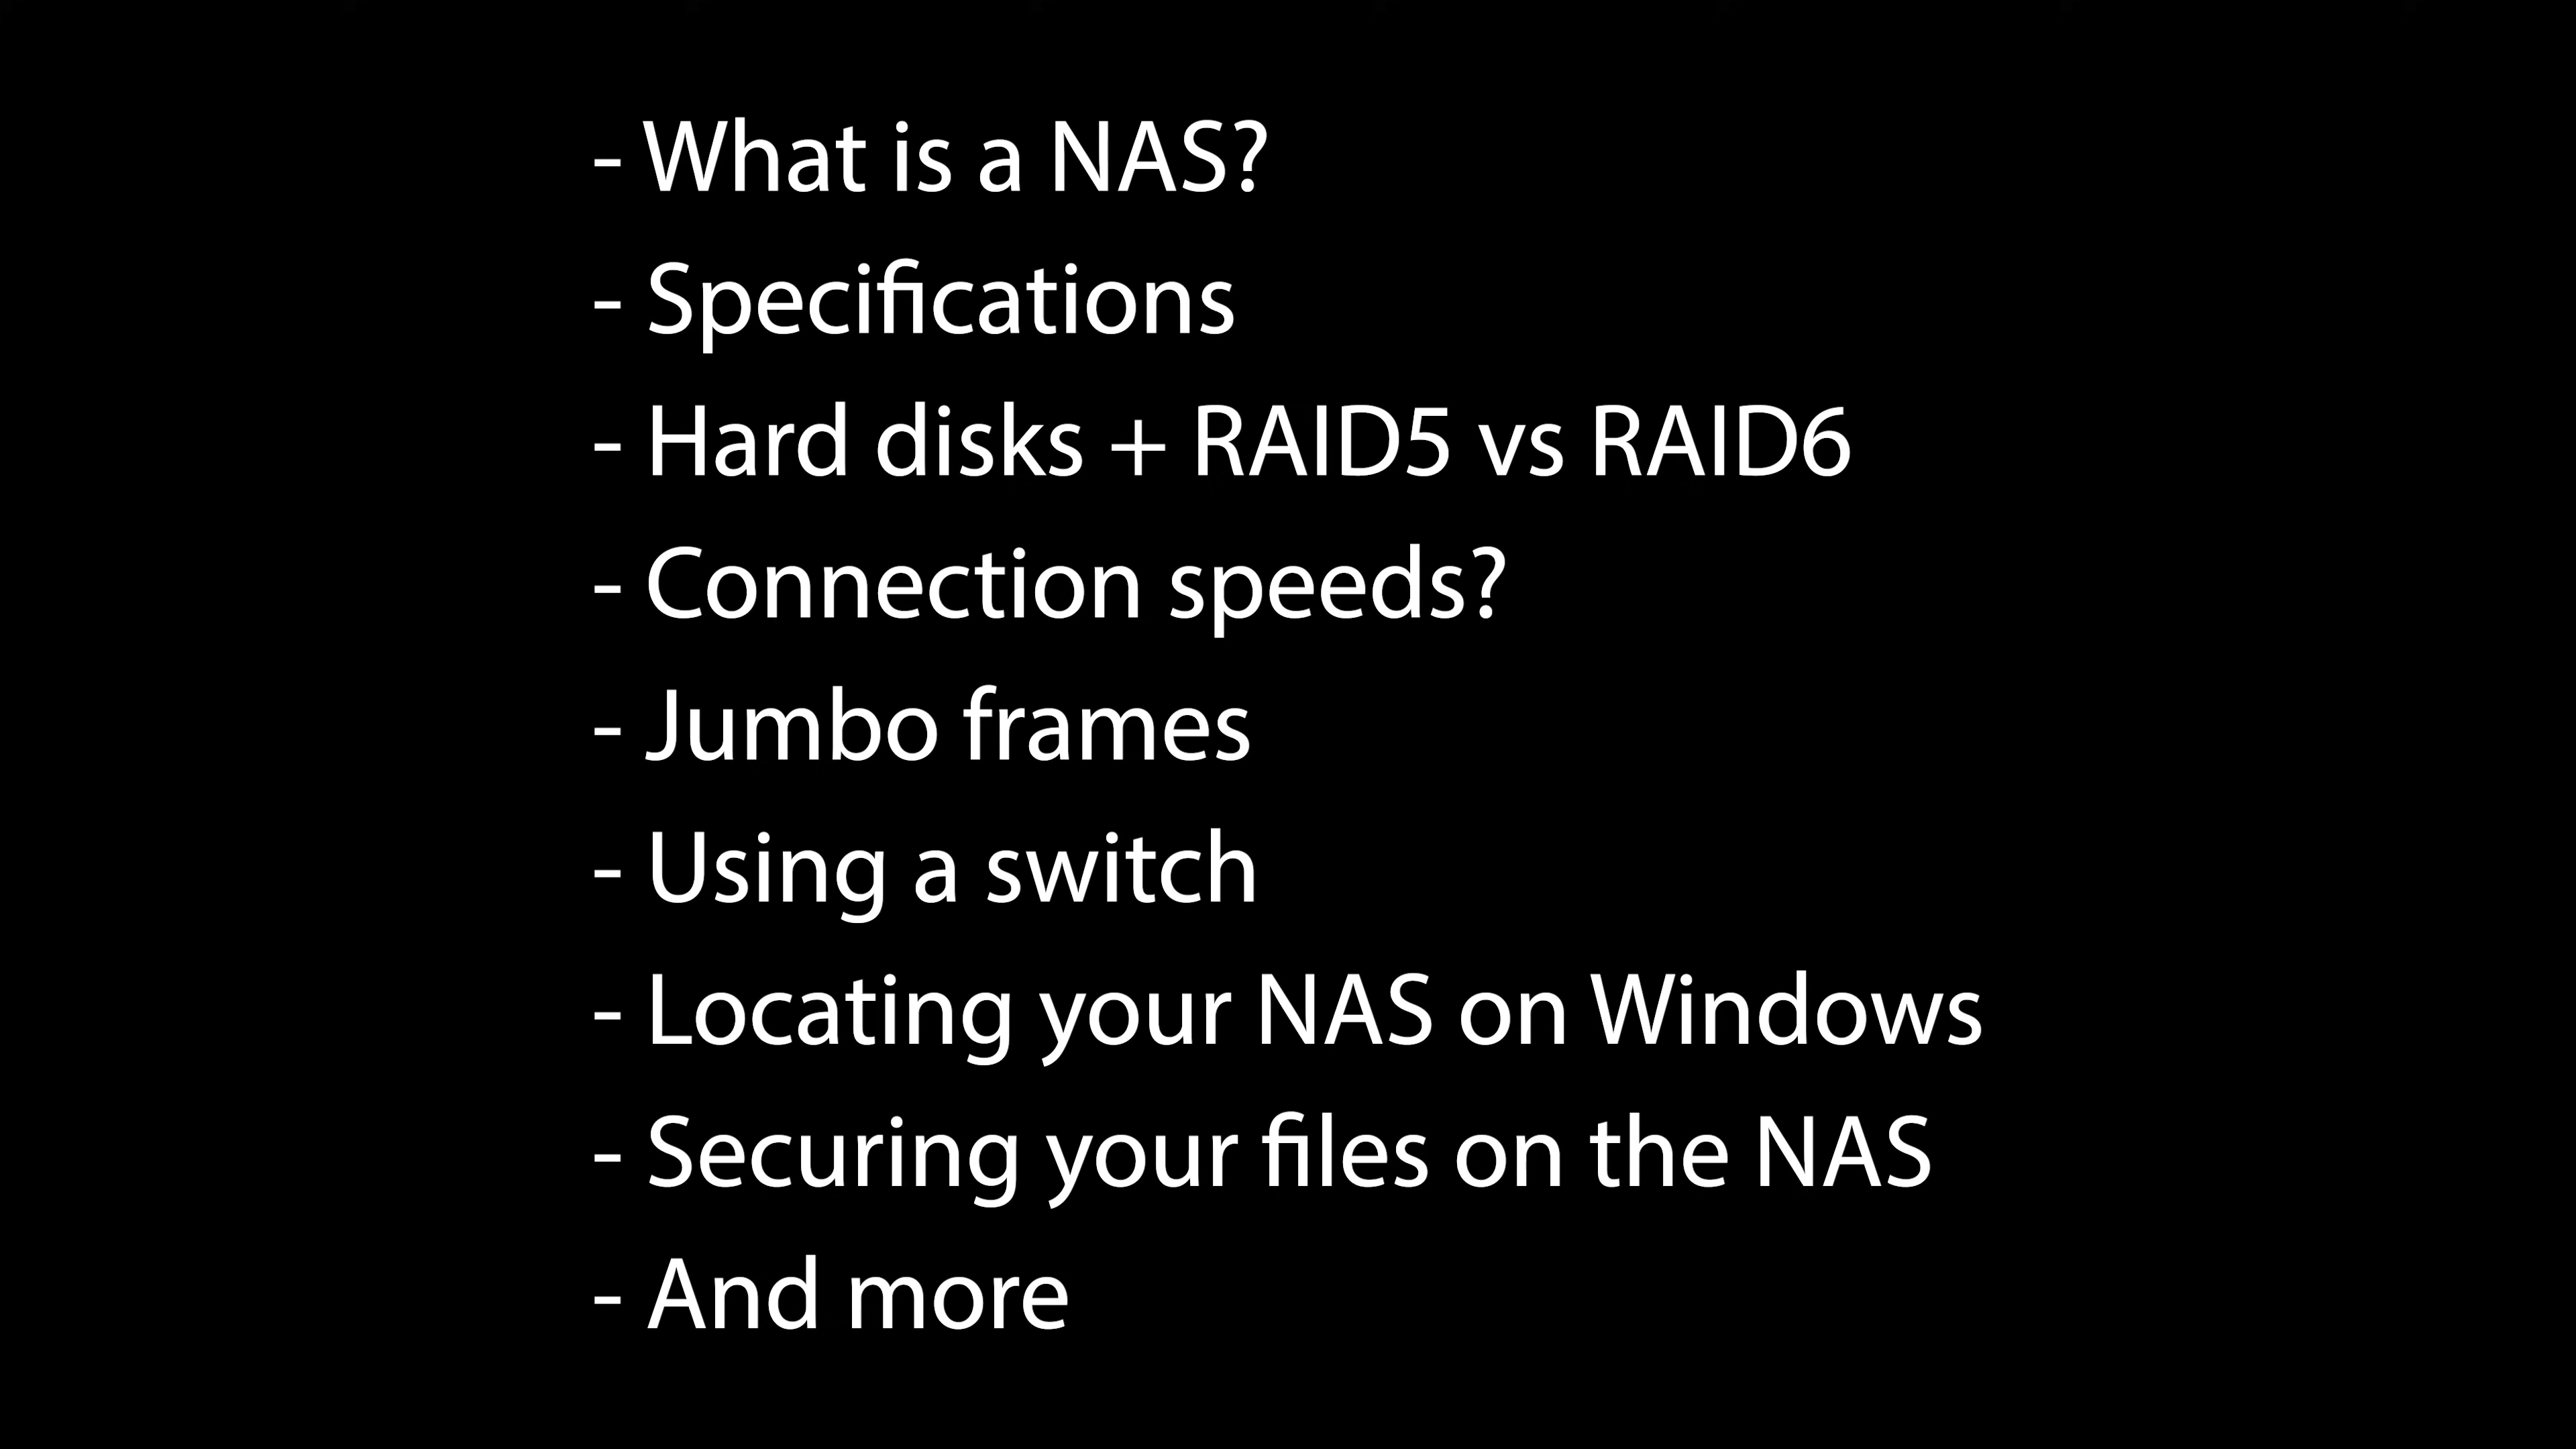 - What is a NAS?
- Specifications
- Hard disks + RAID5 vs RAID6
- Connection speeds?
- Jumbo frames
- Using a switch
- Locating your NAS on Windows
- Securing your files on the NAS
- And more